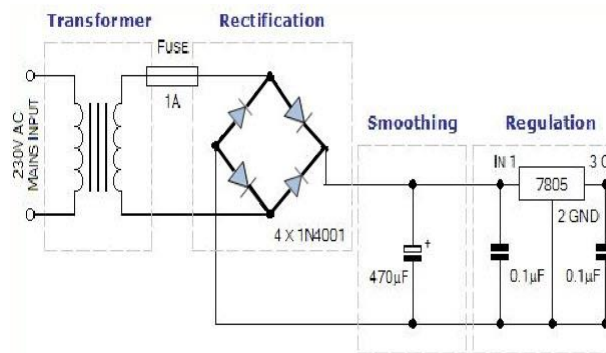 Transformer
Rectification
FUSE
1A
230V AC
MAINS INPUT
4 X 1N4001
Smoothing
Regulation
IN 1
7805
3 O
2 GND
+
470µF
0.1µF
0.1µF